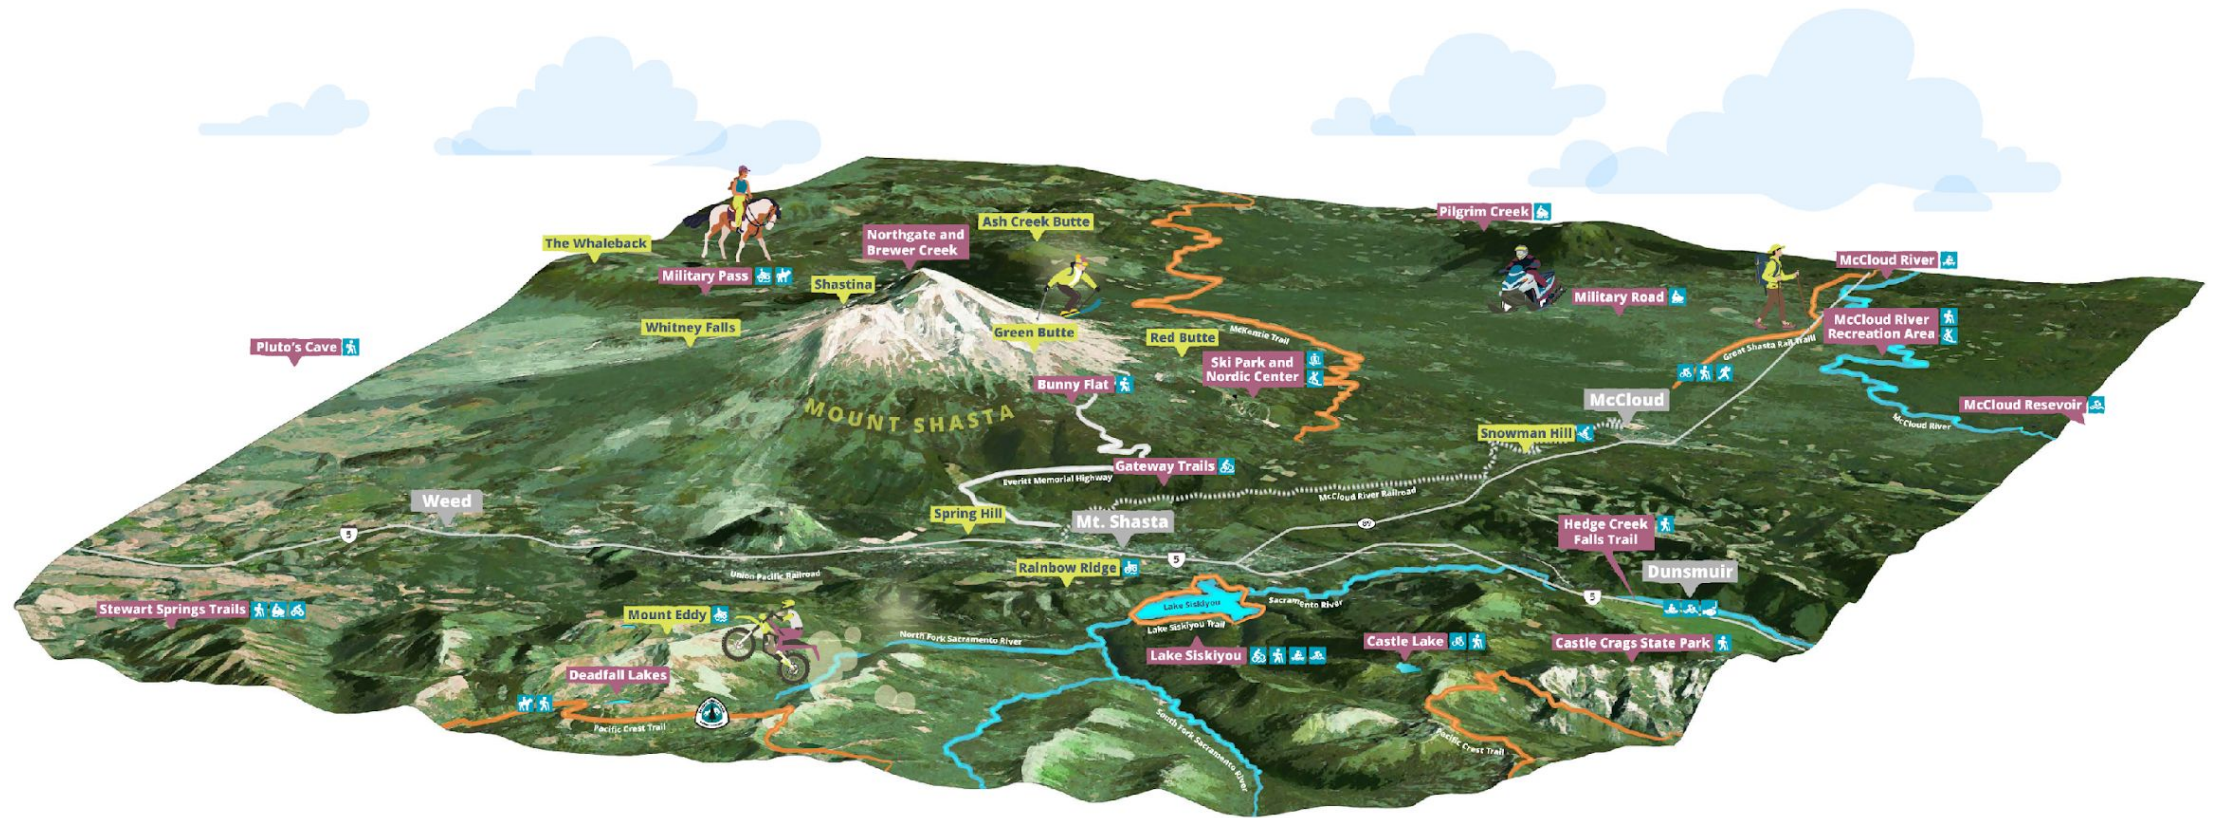 Pilgrim Creek
Ash Creek Butte
Northgate and
Brewer Creek
The Whaleback
McCloud River
Military Pass
Shastina
Military Road
Whitney Falls
Green Butte
Red Butte
McKentie Trail
McCloud River
Recreation Area
Great Shasta Rail Trail
Pluto's Cave
Ski Park and
Nordic Center
Bunny Flat
McCloud
McCloud Resevoir
MOUNT SHASTA
McCloud River
Snowman Hill
Gateway Trails
Everitt Memorial Highway
McCloud River Railroad
Weed
Spring Hill
Mt. Shasta
89
Hedge Creek
Falls Trail
5
5
Rainbow Ridge
Union Pacific Railroad
Dunsmuir
5
Stewart Springs Trails
Mount Eddy
Lake Siskiyou
Sacramento River
Lake Siskiyou Trail
North Fork Sacramento River
Lake Siskiyou
Castle Lake
Castle Crags State Park
Deadfall Lakes
Pacific Crest Trail
South Fork Sacramento River
Pacific Crest Trail